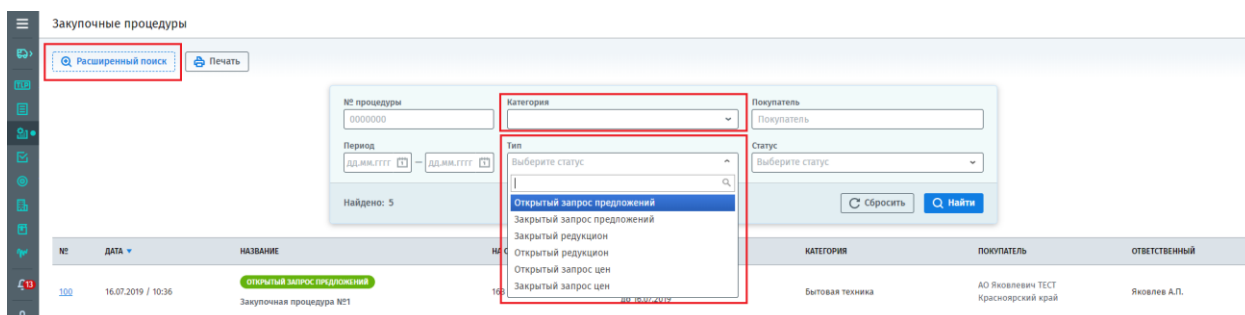 Закупочные процедуры
Расширенный поиск
Печать
№ процедуры
Категория
Покупатель
0000000
Покупатель
Период
Тип
Статус
дд.мм.гггг — дд.мм.гггг
Выберите статус
Выберите статус
Открытый запрос предложений
Закрытый запрос предложений
Закрытый редукцион
Открытый редукцион
Открытый запрос цен
Закрытый запрос цен
Найдено: 5
Сбросить
Найти
№
ДАТА
НАЗВАНИЕ
КАТЕГОРИЯ
ПОКУПАТЕЛЬ
ОТВЕТСТВЕННЫЙ
13
100
16.07.2019 / 10:36
ОТКРЫТЫЙ ЗАПРОС ПРЕДЛОЖЕНИЙ
Закупочная процедура №1
до 16.07.2019
Бытовая техника
АО Яковлевич ТЕСТ
Красноярский край
Яковлев А.П.